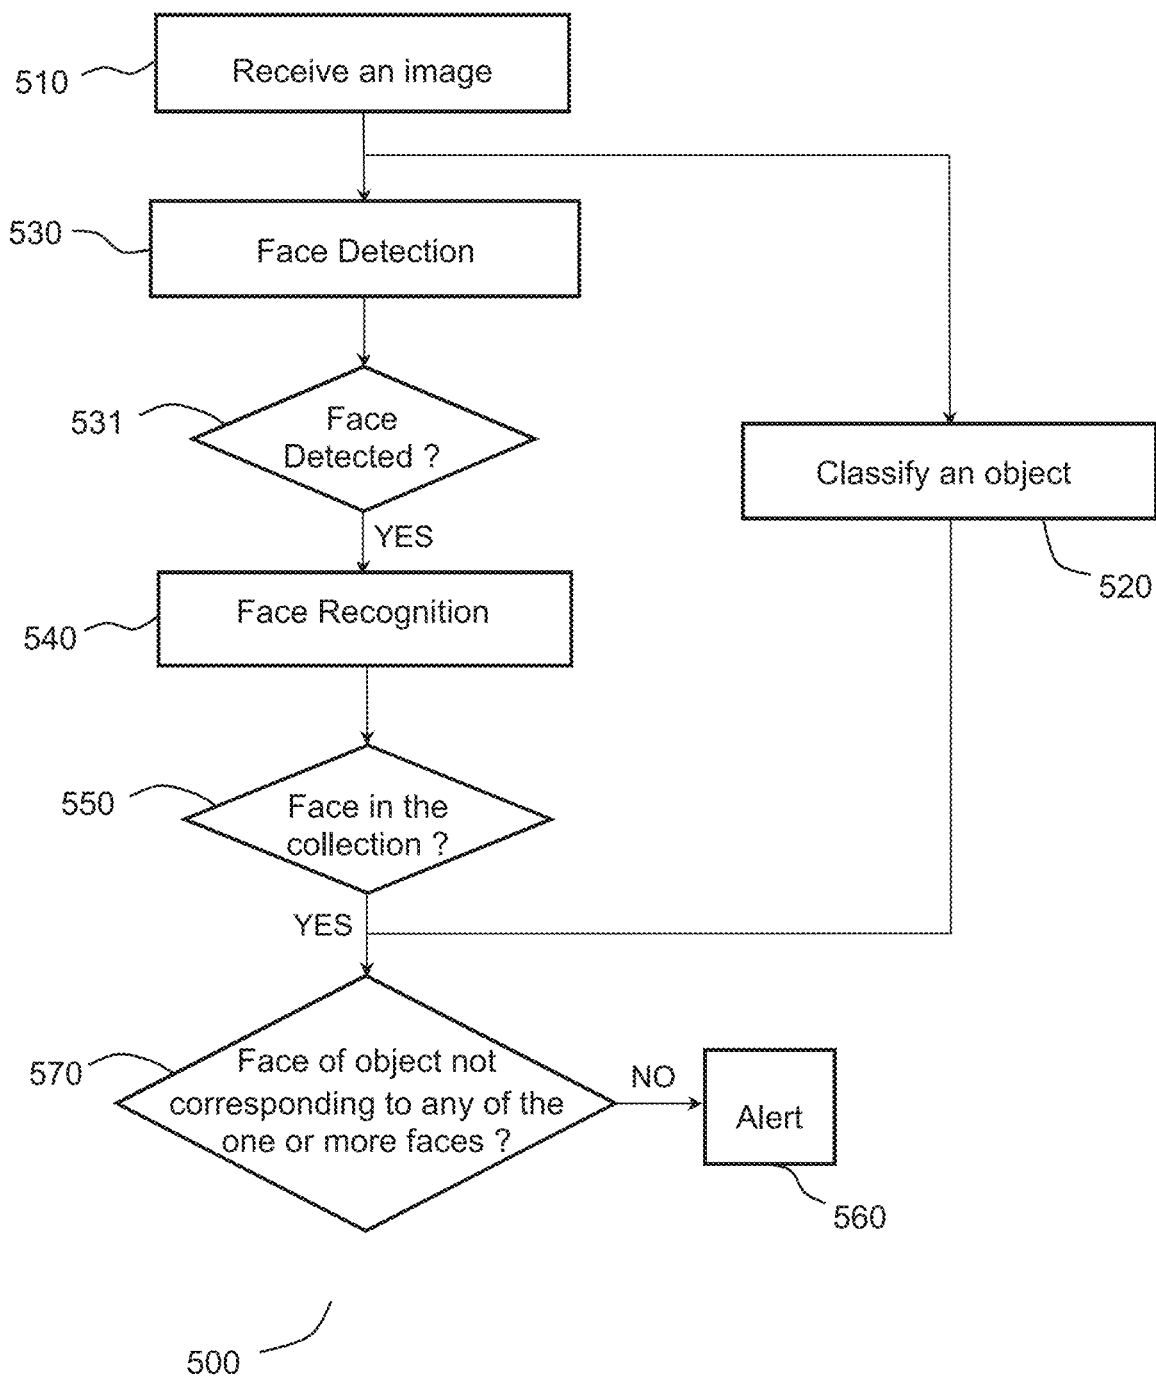 Receive an image
510
530
Face Detection
531
Face
Detected ?
Classify an object
YES
520
Face Recognition
540
550
Face in the
collection ?
YES
570
Face of object not
corresponding to any of the
one or more faces ?
NO
Alert
560
500